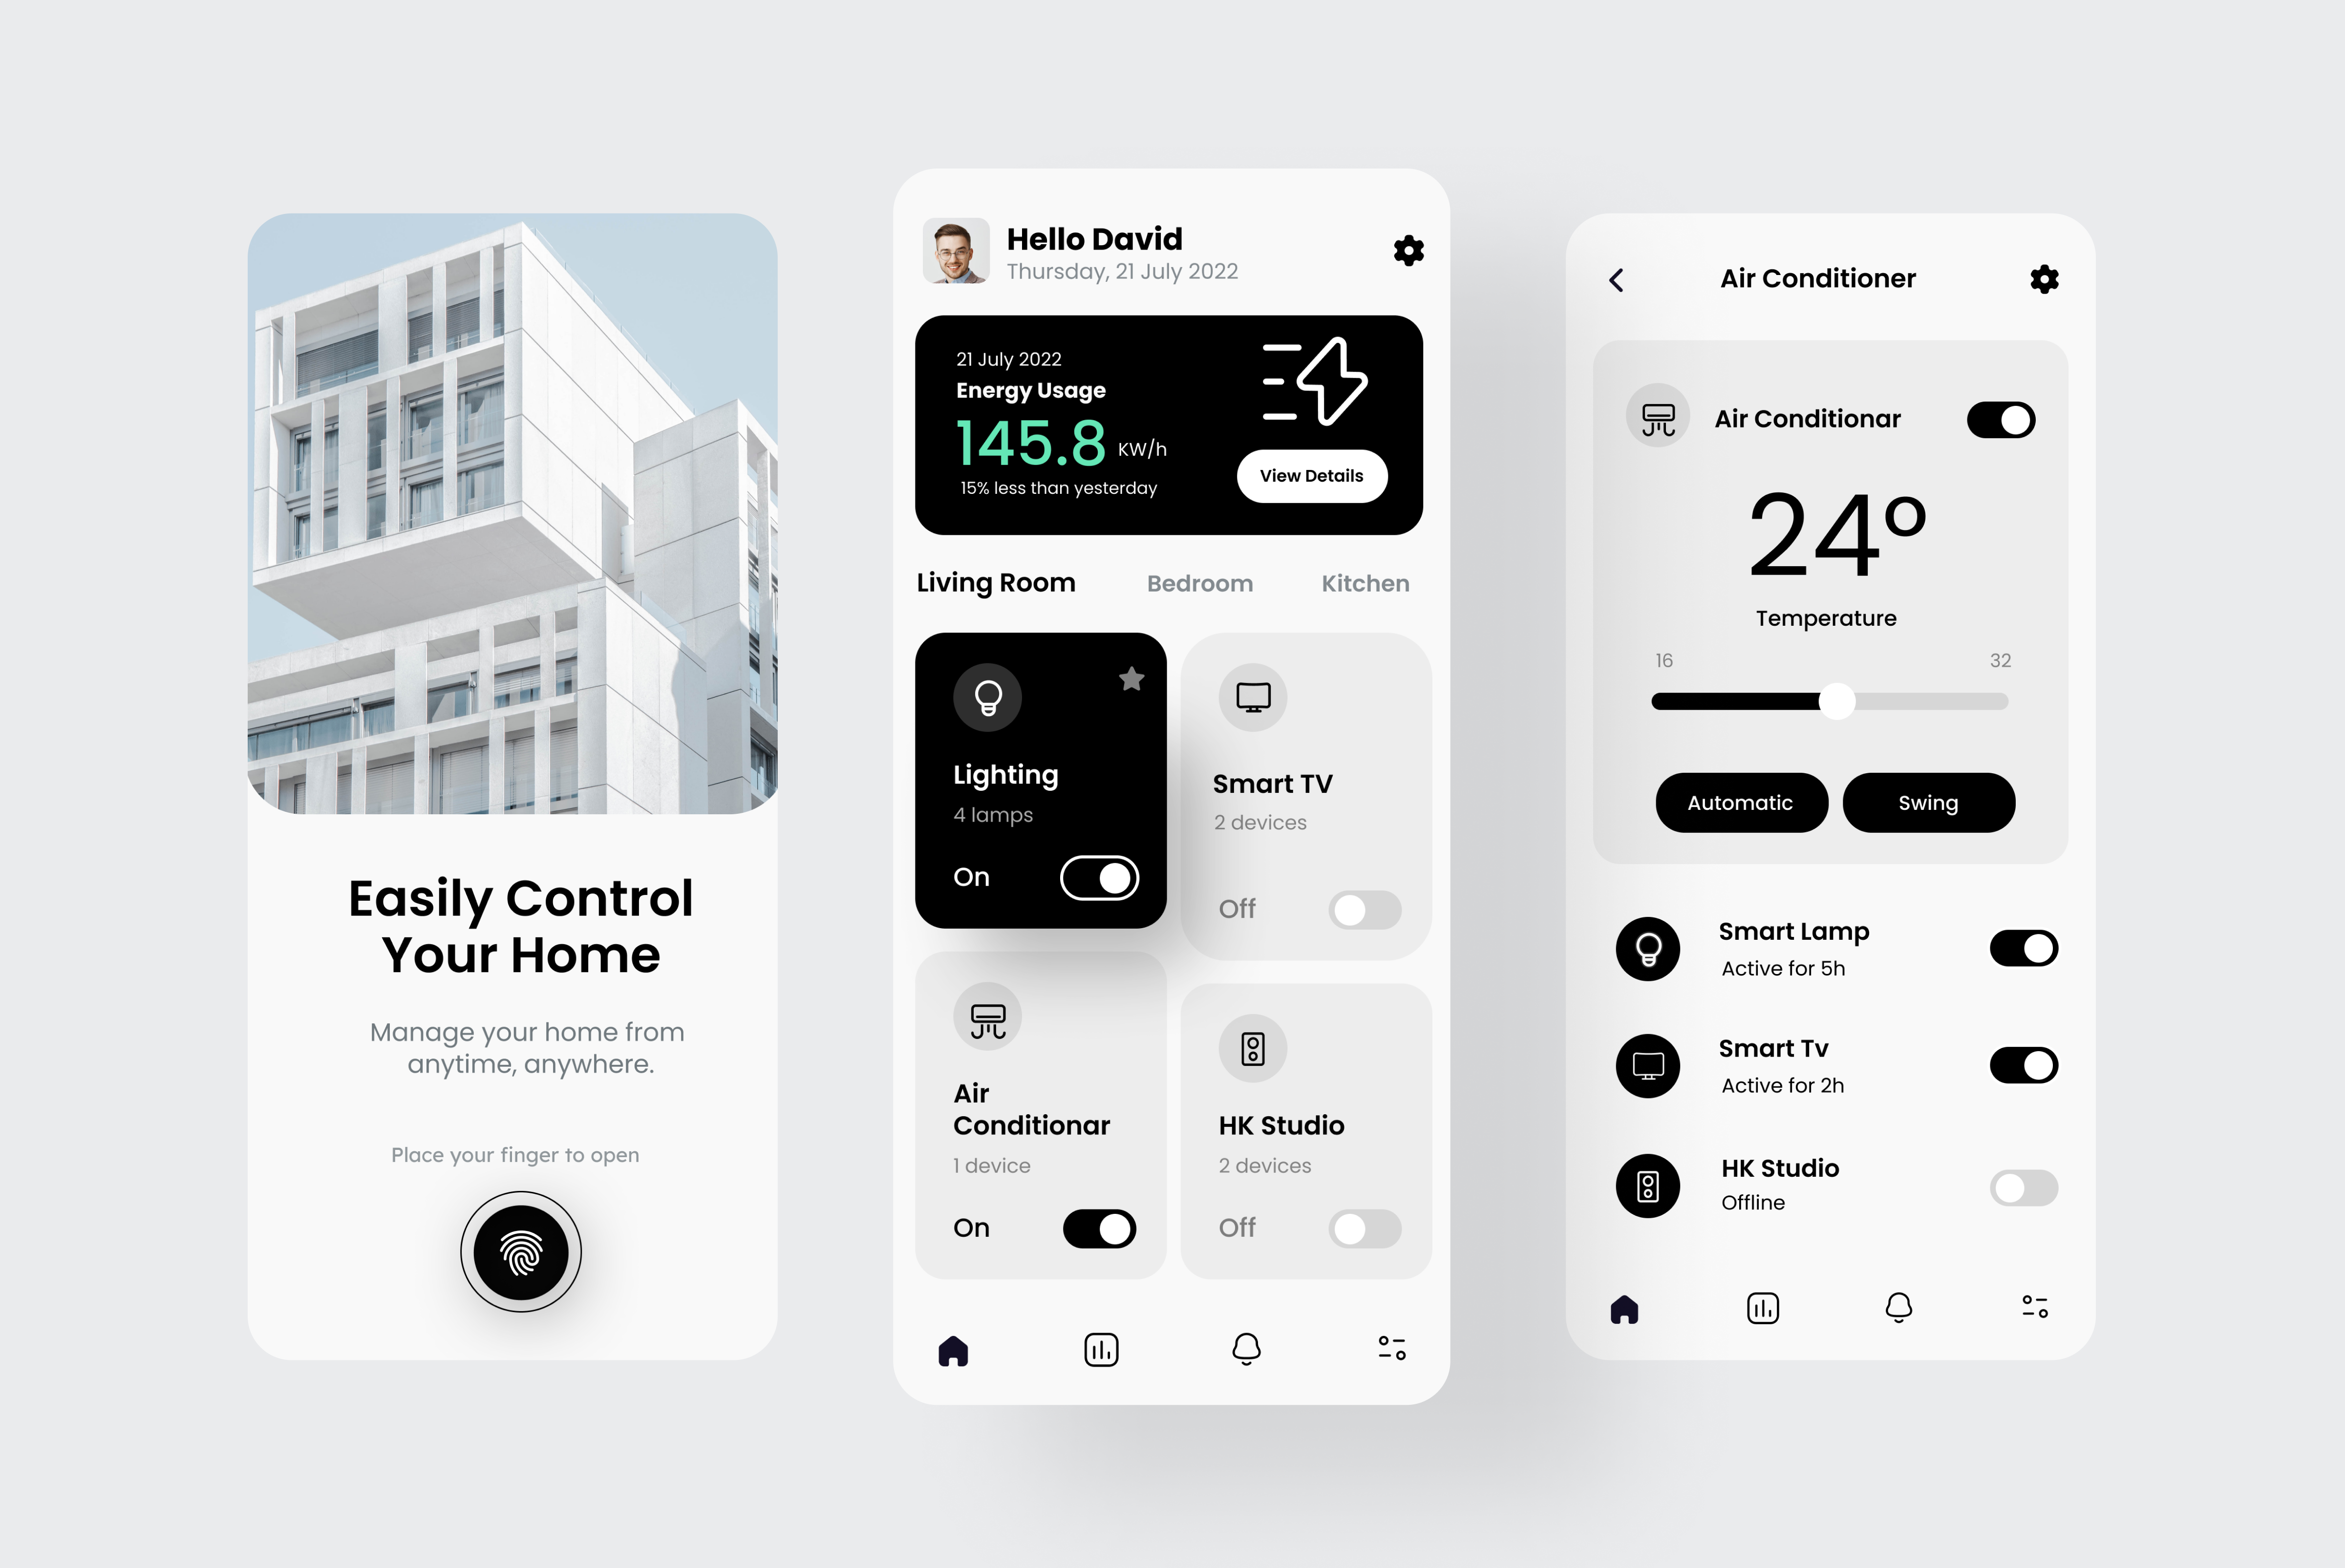 Easily Control
Your Home
Manage your home from
anytime, anywhere.
Place your finger to open
Hello David
Thursday, 21 July 2022
21 July 2022
Energy Usage
145.8 KW/h
15% less than yesterday
View Details
Living Room Bedroom Kitchen
Lighting
4 lamps
On
Smart TV
2 devices
Off
Air
Conditionar
1 device
On
HK Studio
2 devices
Off
Air Conditioner
Air Conditionar
24°
Temperature
16 32
Automatic Swing
Smart Lamp
Active for 5h
Smart Tv
Active for 2h
HK Studio
Offline